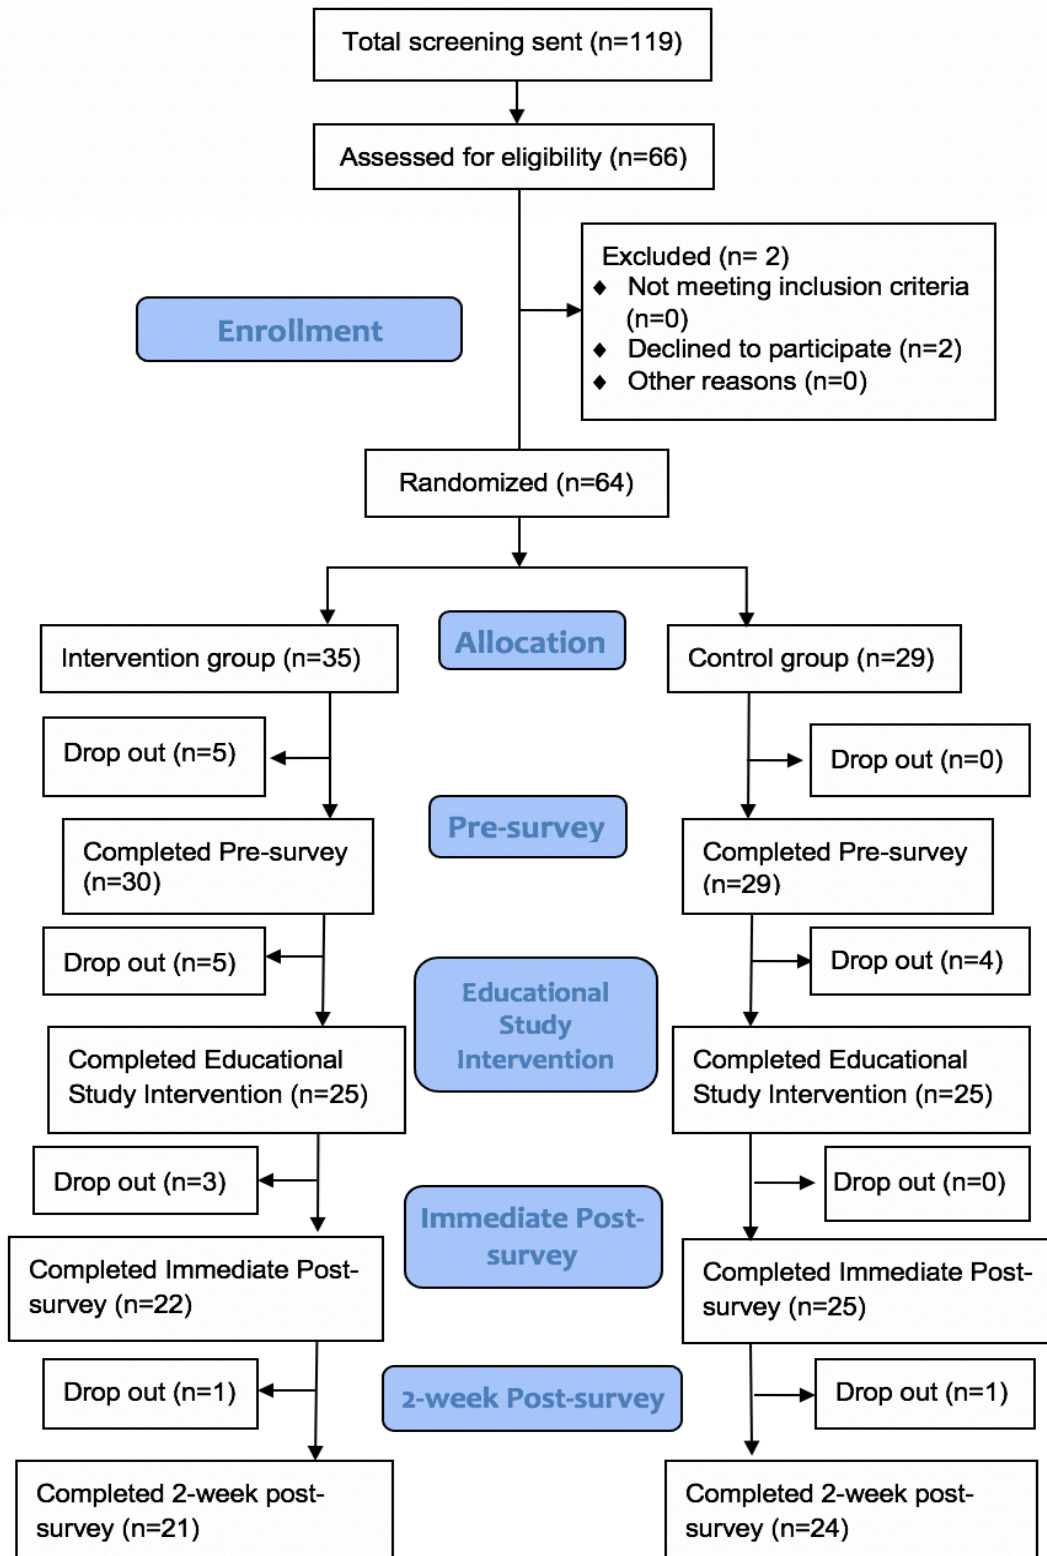 Total screening sent (n=119)
Assessed for eligibility (n=66)
Excluded (n= 2)
♦ Not meeting inclusion criteria
(n=0)
♦ Declined to participate (n=2)
♦ Other reasons (n=0)
Enrollment
Randomized (n=64)
Allocation
Intervention group (n=35)
Control group (n=29)
Drop out (n=5)
Drop out (n=0)
Pre-survey
Completed Pre-survey
(n=30)
Completed Pre-survey
(n=29)
Drop out (n=5)
Drop out (n=4)
Educational
Study
Intervention
Completed Educational
Study Intervention (n=25)
Completed Educational
Study Intervention (n=25)
Drop out (n=3)
Drop out (n=0)
Immediate Post-
survey
Completed Immediate Post-
survey (n=22)
Completed Immediate Post-
survey (n=25)
Drop out (n=1)
2-week Post-survey
Drop out (n=1)
Completed 2-week post-
survey (n=21)
Completed 2-week post-
survey (n=24)